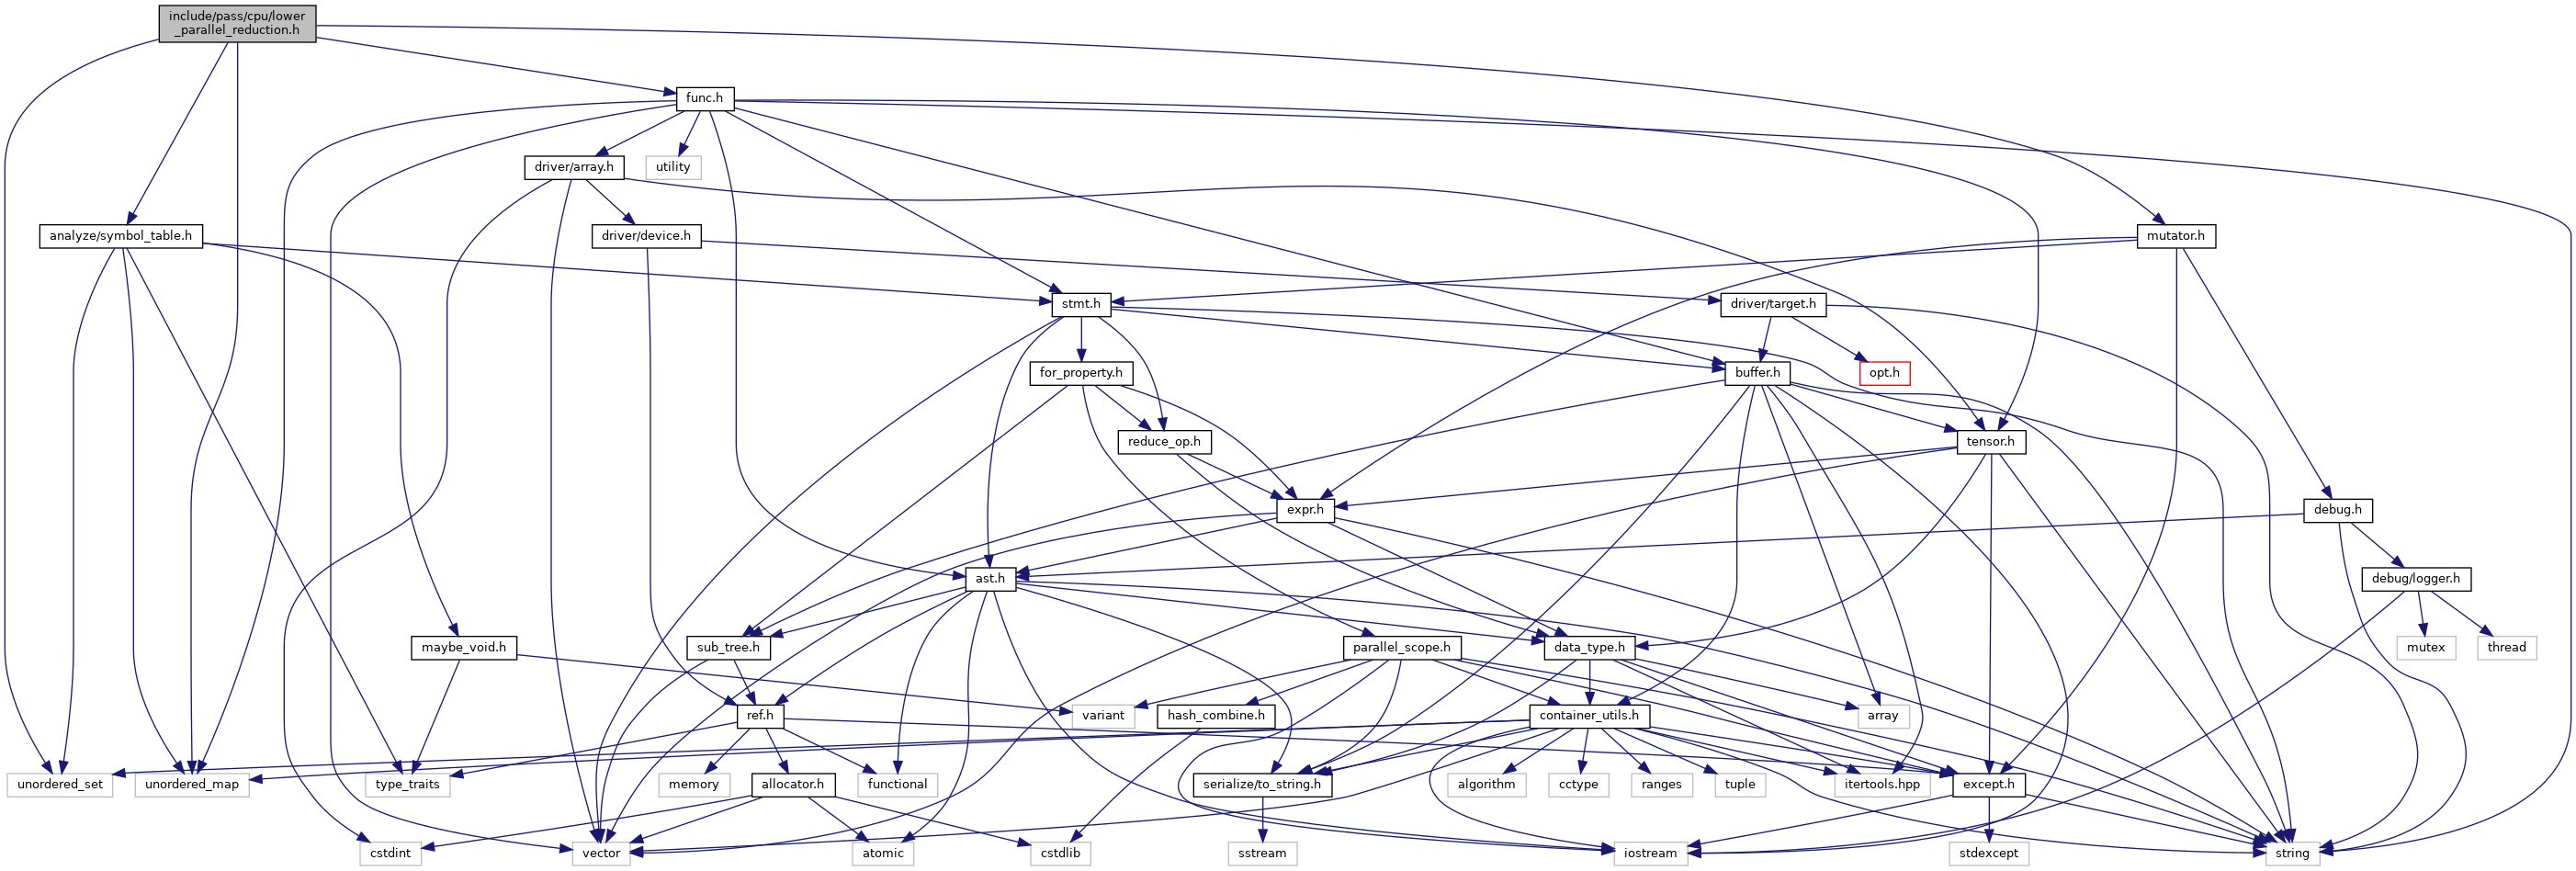 include/pass/cpu/lower
_parallel_reduction.h
func.h
driver/array.h
utility
analyze/symbol_table.h
driver/device.h
mutator.h
stmt.h
driver/target.h
for_property.h
buffer.h
opt.h
reduce_op.h
tensor.h
expr.h
debug.h
ast.h
debug/logger.h
maybe_void.h
sub_tree.h
parallel_scope.h
data_type.h
mutex
thread
ref.h
variant
hash_combine.h
container_utils.h
array
unordered_set
unordered_map
type_traits
memory
allocator.h
functional
serialize/to_string.h
algorithm
cctype
ranges
tuple
itertools.hpp
except.h
cstdint
vector
atomic
cstdlib
sstream
iostream
stdexcept
string